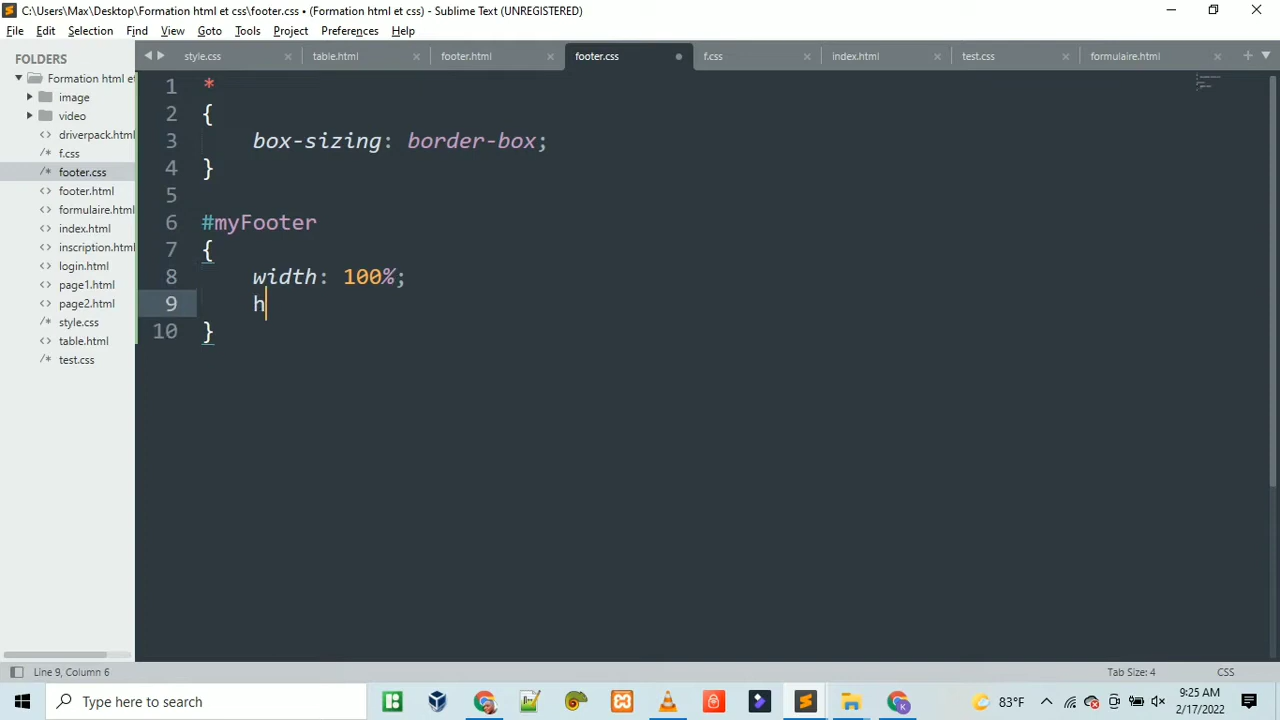 C:\Users\Max\Desktop\Formation html et css\footer.css • (Formation html et css) - Sublime Text (UNREGISTERED)
File Edit Selection Find View Goto Tools Project Preferences Help
FOLDERS
Formation html et
image
video
driverpack.html
f.css
footer.css
footer.html
formulaire.html
index.html
inscription.html
login.html
page1.html
page2.html
style.css
table.html
test.css
style.css table.html footer.html footer.css f.css index.html test.css formulaire.html
1 *
2 {
3 box-sizing: border-box;
4 }
5
6 #myFooter
7 {
8 width: 100%;
9 h
10 }
Line 9, Column 6 Tab Size: 4 CSS
Type here to search
K
83°F
9:25 AM
2/17/2022